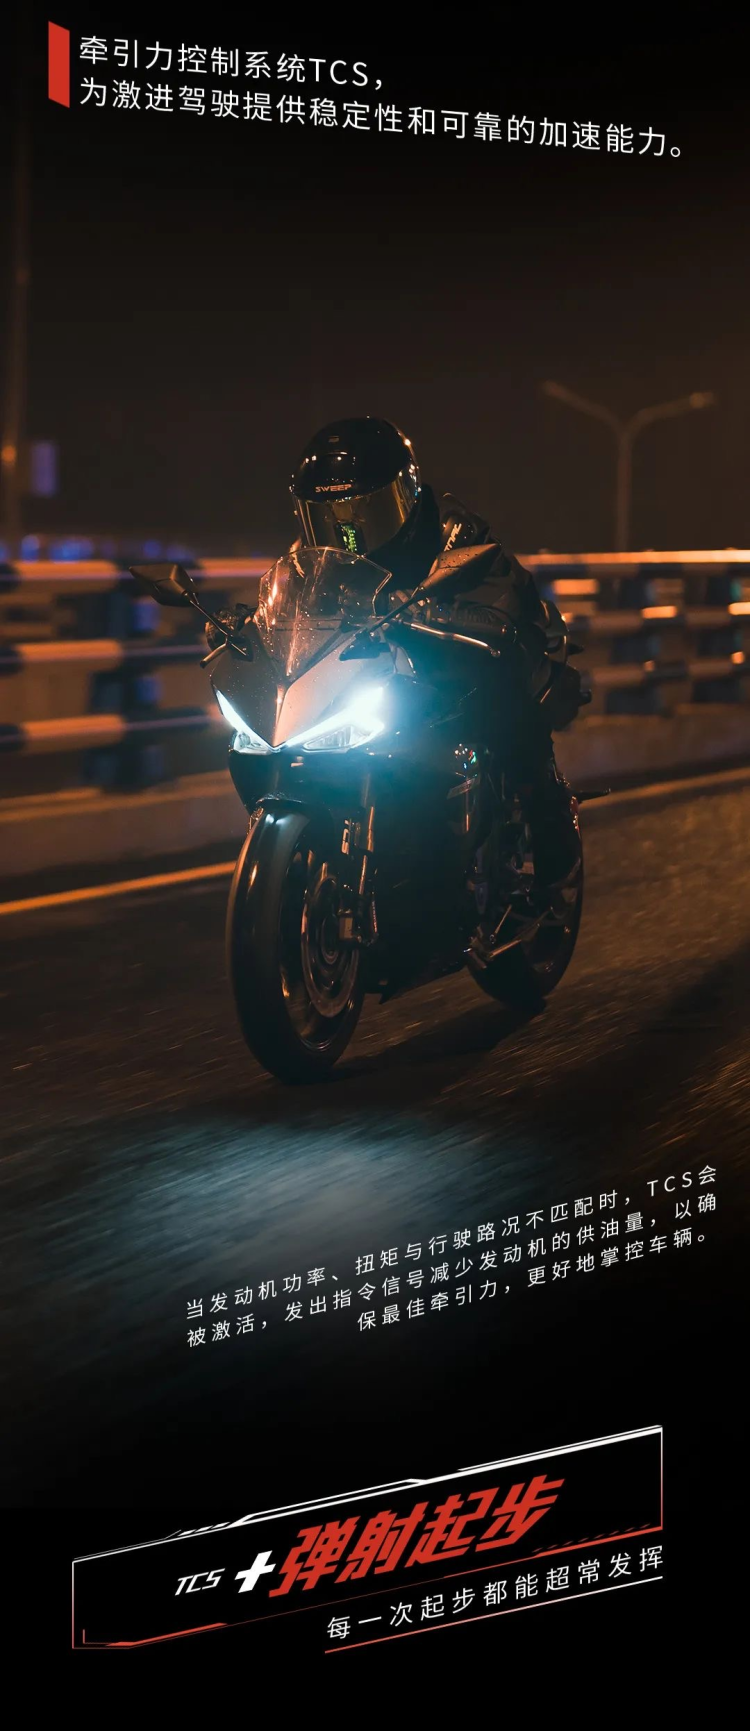 牵引力控制系统TCS，
为激进驾驶提供稳定性和可靠的加速能力。
SWEEP
当发动机功率、扭矩与行驶路况不匹配时，TCS会
被激活，发出指令信号减少发动机的供油量，以确
保最佳牵引力，更好地掌控车辆。
TCS+弹射起步
每一次起步都能超常发挥